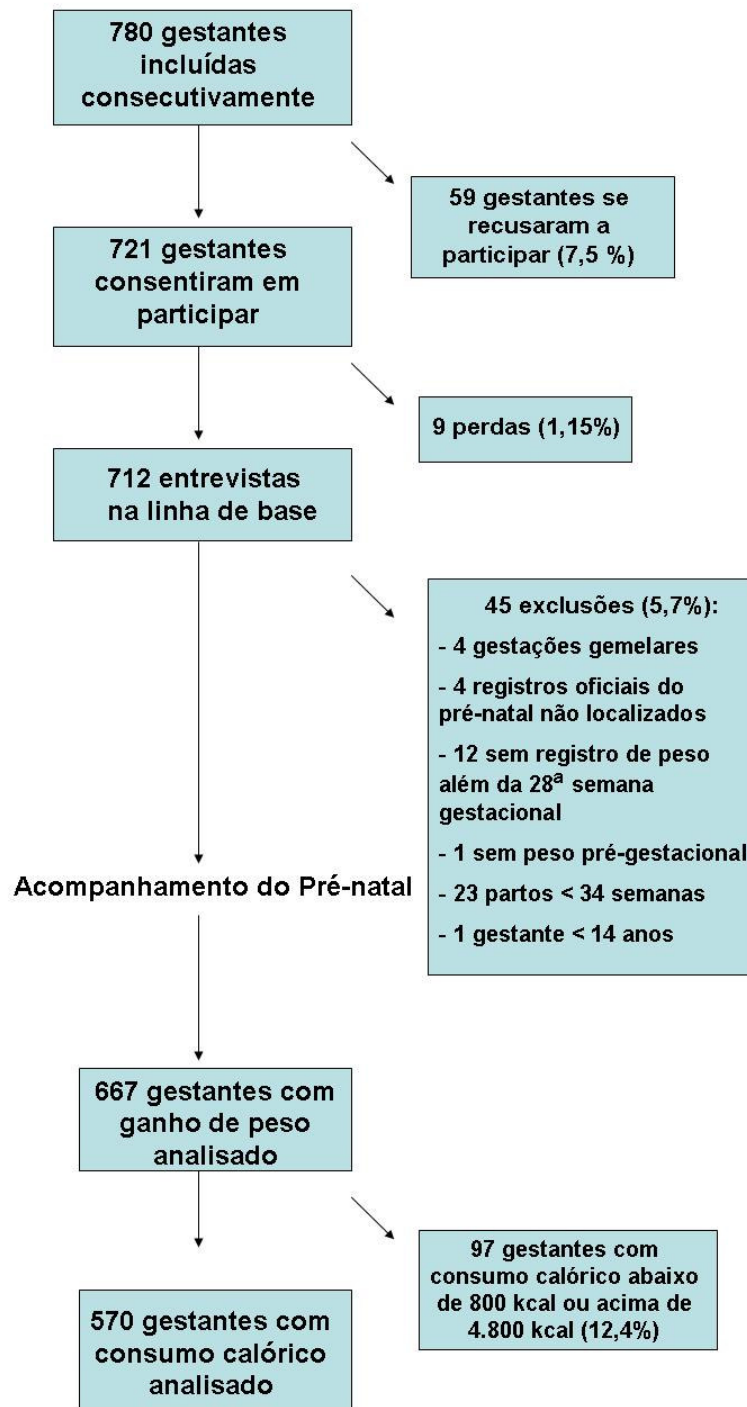 780 gestantes
incluídas
consecutivamente
59 gestantes se
recusaram a
participar (7,5 %)
721 gestantes
consentiram em
participar
9 perdas (1,15%)
712 entrevistas
na linha de base
45 exclusões (5,7%):
- 4 gestações gemelares
- 4 registros oficiais do
pré-natal não localizados
- 12 sem registro de peso
além da 28ª semana
gestacional
- 1 sem peso pré-gestacional
- 23 partos < 34 semanas
- 1 gestante < 14 anos
Acompanhamento do Pré-natal
667 gestantes com
ganho de peso
analisado
97 gestantes com
consumo calórico abaixo
de 800 kcal ou acima de
4.800 kcal (12,4%)
570 gestantes com
consumo calórico
analisado